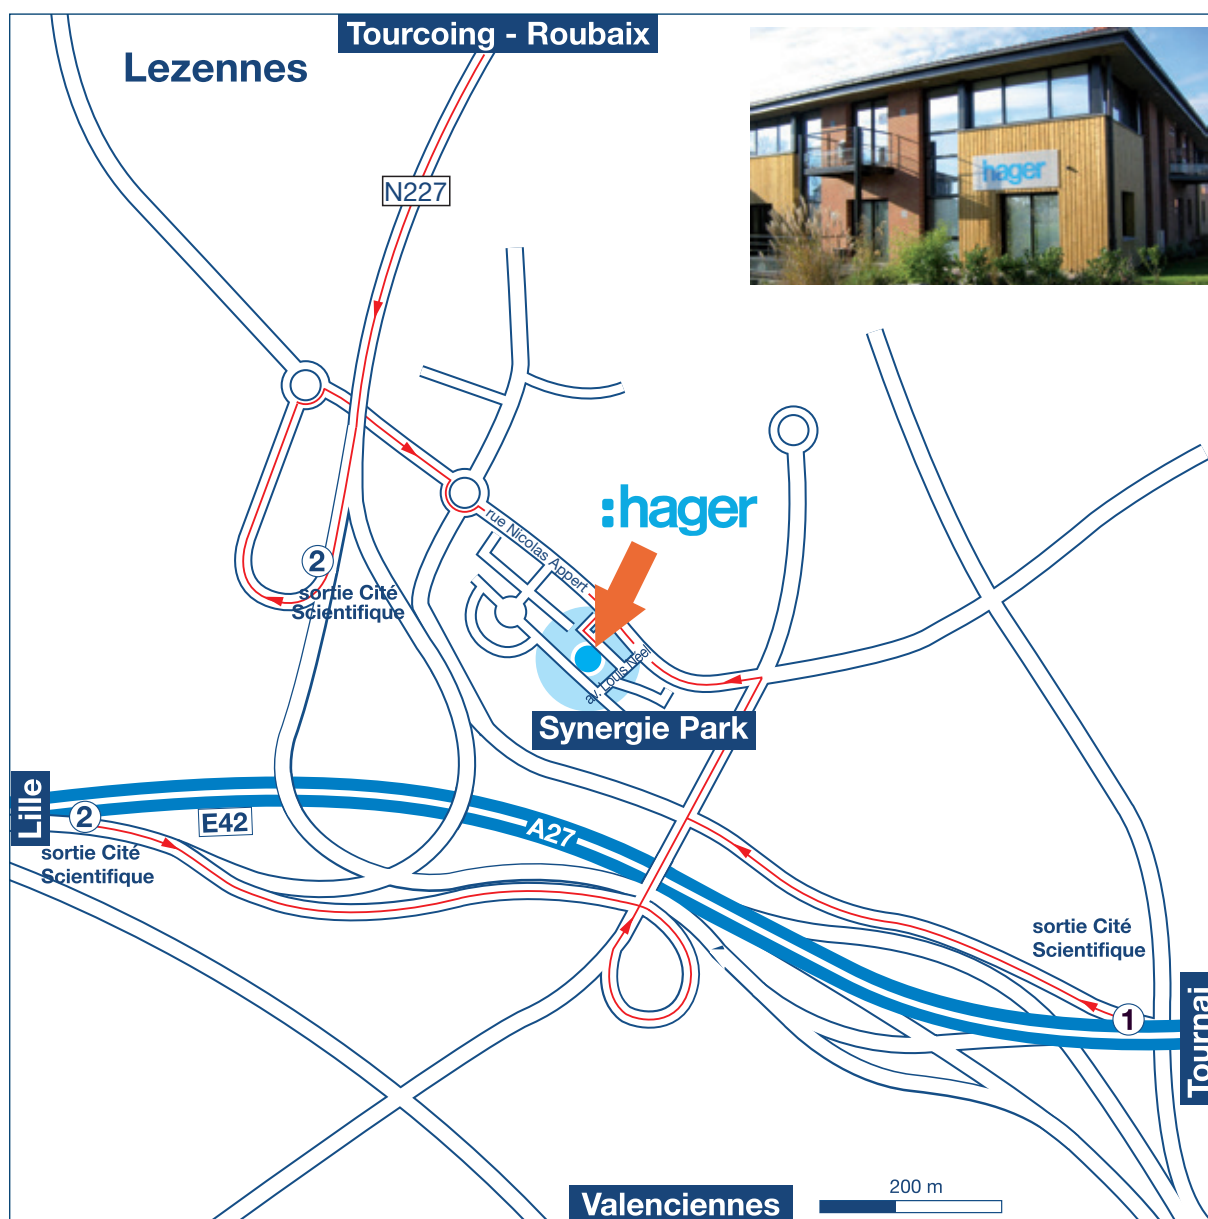 Tourcoing - Roubaix
Lezennes
hager
N227
:hager
rue Nicolas Appert
2
sortie Cité
Scientifique
av. Louis Néel
Synergie Park
Lille
2
E42
A27
sortie Cité
Scientifique
sortie Cité
Scientifique
1
Tournai
200 m
Valenciennes